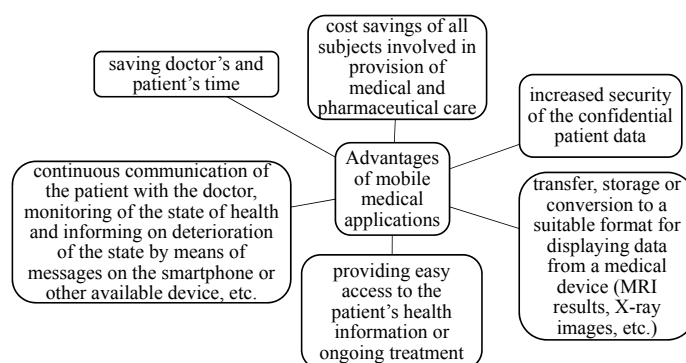 cost savings of all
subjects involved in
provision of
medical and
pharmaceutical care
saving doctor's and
patient's time
increased security
of the confidential
patient data
Advantages
of mobile
medical
applications
continuous communication of
the patient with the doctor,
monitoring of the state of health
and informing on deterioration
of the state by means of
messages on the smartphone or
other available device, etc.
transfer, storage or
conversion to a
suitable format for
displaying data
from a medical
device (MRI
results, X-ray
images, etc.)
providing easy
access to the
patient's health
information or
ongoing treatment